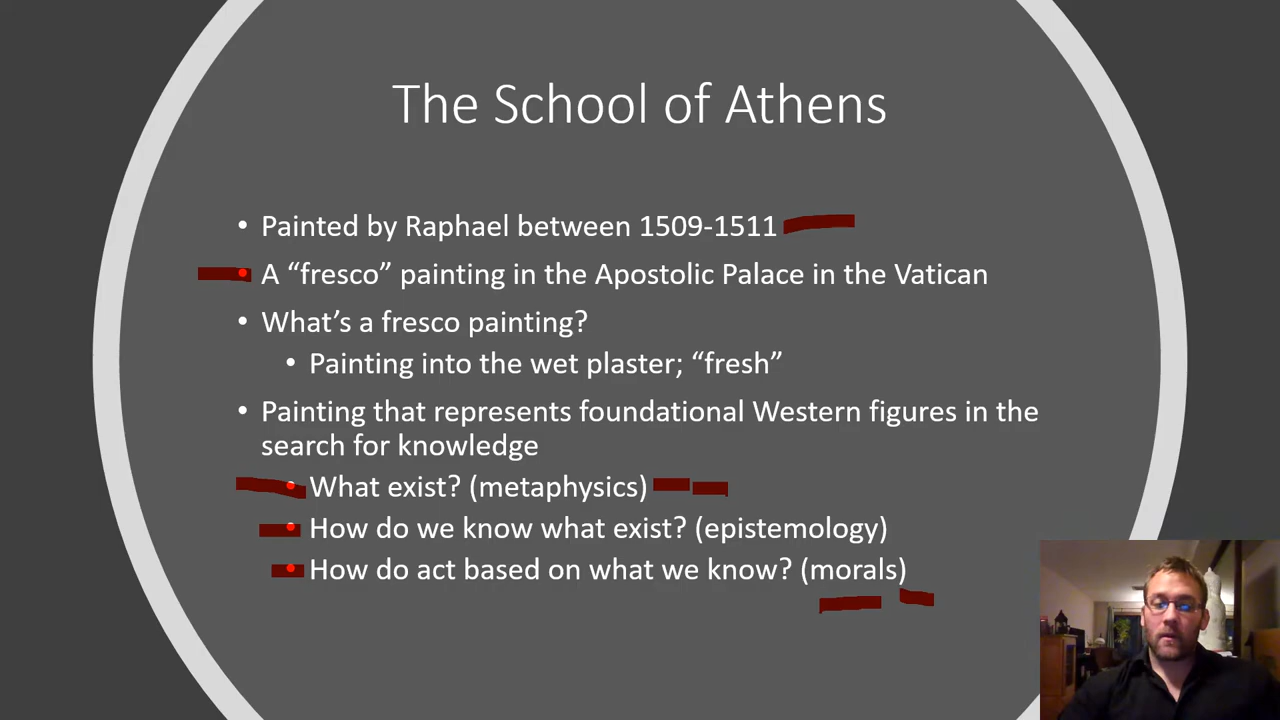 The School of Athens
• Painted by Raphael between 1509-1511
• A “fresco” painting in the Apostolic Palace in the Vatican
• What’s a fresco painting?
• Painting into the wet plaster; “fresh”
• Painting that represents foundational Western figures in the
search for knowledge
• What exist? (metaphysics)
• How do we know what exist? (epistemology)
• How do act based on what we know? (morals)